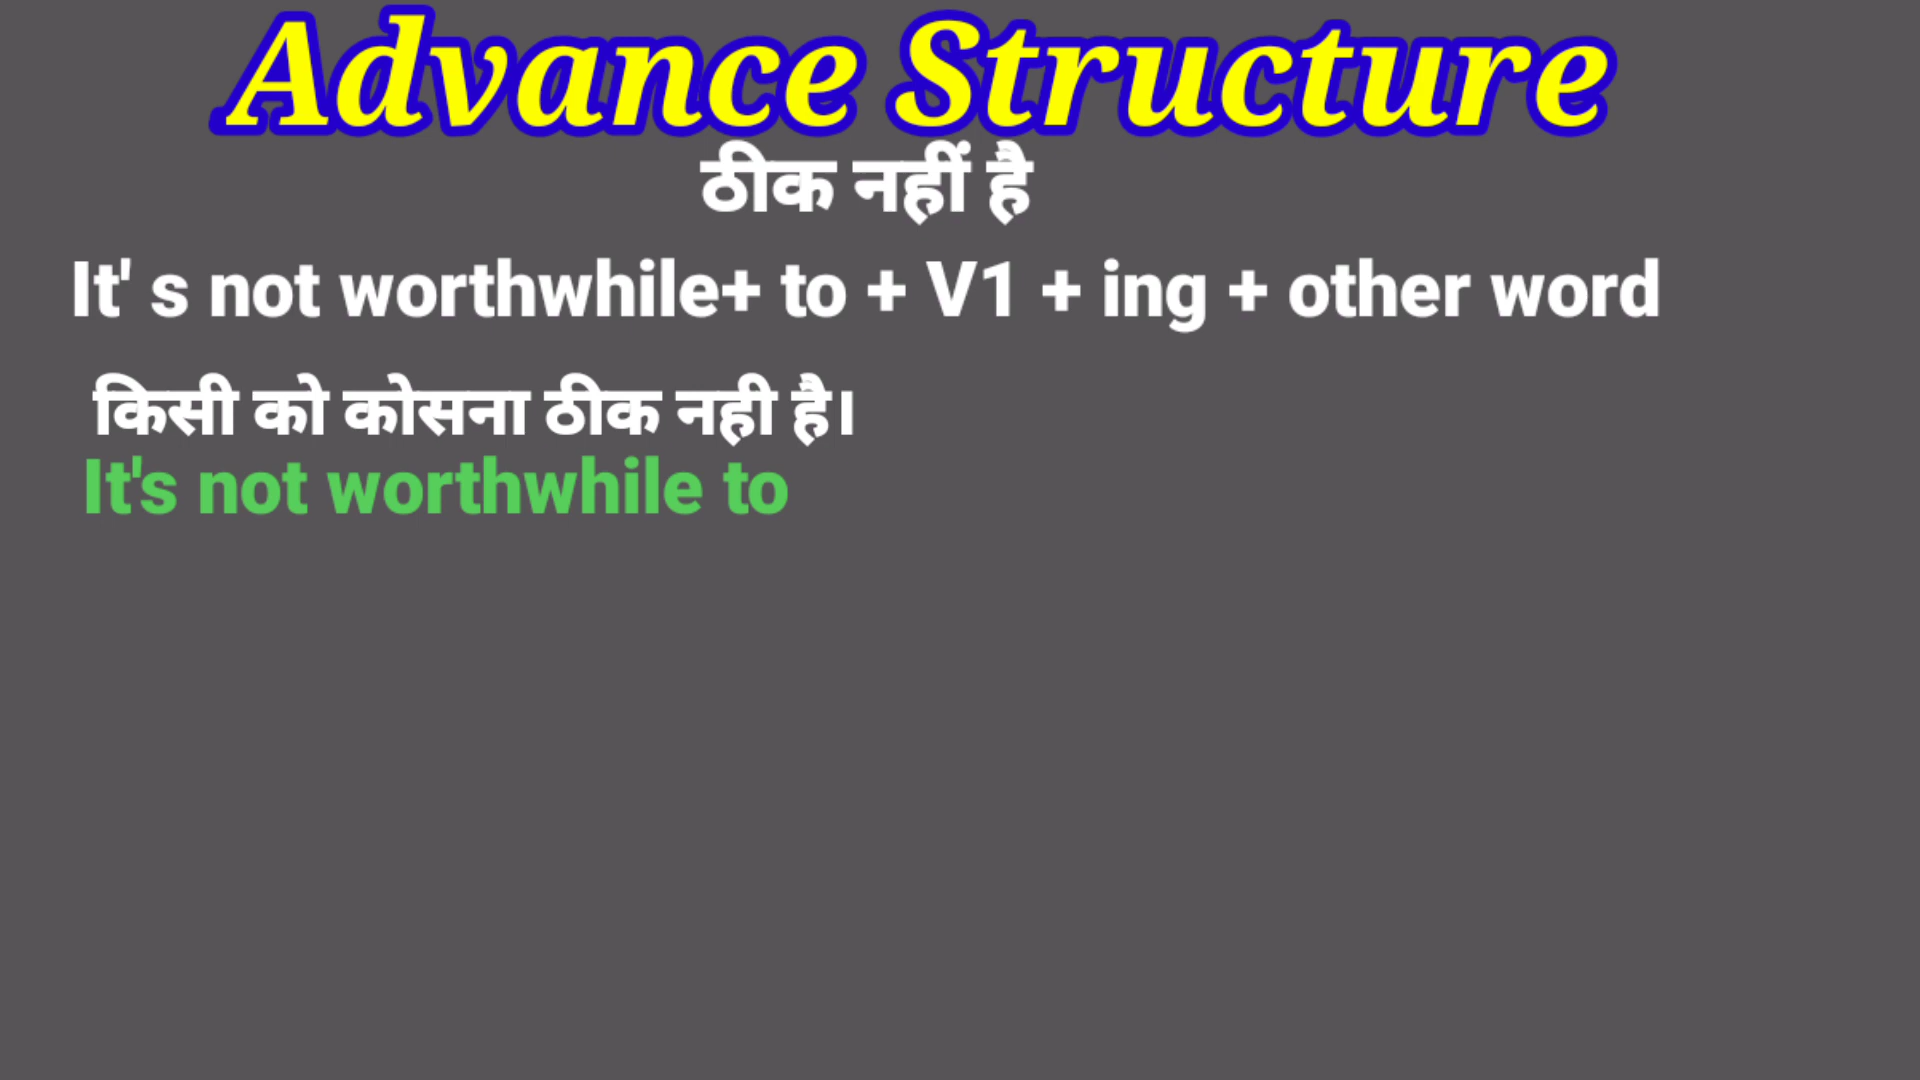 Advance Structure
ठीक नहीं है
It' s not worthwhile+ to + V1 + ing + other word
किसी को कोसना ठीक नही है।
It's not worthwhile to